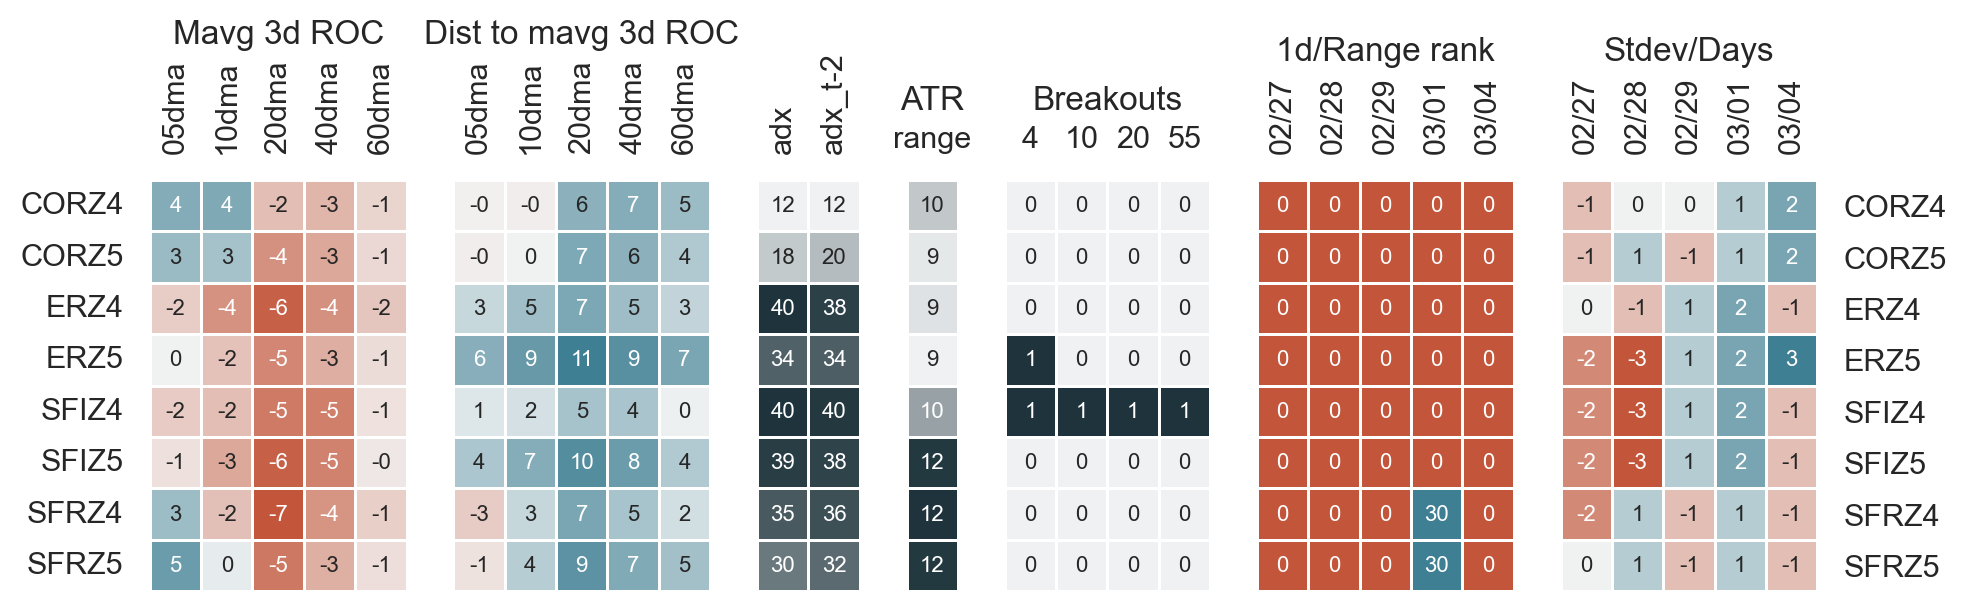 Mavg 3d ROC Dist to mavg 3d ROC 1d/Range rank Stdev/Days
05dma 10dma 20dma 40dma 60dma 05dma 10dma 20dma 40dma 60dma adx adx_t-2 ATR range Breakouts 4 10 20 55 02/27 02/28 02/29 03/01 03/04 02/27 02/28 02/29 03/01 03/04
CORZ4 4 4 -2 -3 -1 -0 -0 6 7 5 12 12 10 0 0 0 0 0 0 0 0 0 -1 0 0 1 2 CORZ4
CORZ5 3 3 -4 -3 -1 -0 0 7 6 4 18 20 9 0 0 0 0 0 0 0 0 0 -1 1 -1 1 2 CORZ5
ERZ4 -2 -4 -6 -4 -2 3 5 7 5 3 40 38 9 0 0 0 0 0 0 0 0 0 0 -1 1 2 -1 ERZ4
ERZ5 0 -2 -5 -3 -1 6 9 11 9 7 34 34 9 1 0 0 0 0 0 0 0 0 -2 -3 1 2 3 ERZ5
SFIZ4 -2 -2 -5 -5 -1 1 2 5 4 0 40 40 10 1 1 1 1 0 0 0 0 0 -2 -3 1 2 -1 SFIZ4
SFIZ5 -1 -3 -6 -5 -0 4 7 10 8 4 39 38 12 0 0 0 0 0 0 0 0 0 -2 -3 1 2 -1 SFIZ5
SFRZ4 3 -2 -7 -4 -1 -3 3 7 5 2 35 36 12 0 0 0 0 0 0 0 30 0 -2 1 -1 1 -1 SFRZ4
SFRZ5 5 0 -5 -3 -1 -1 4 9 7 5 30 32 12 0 0 0 0 0 0 0 30 0 0 1 -1 1 -1 SFRZ5